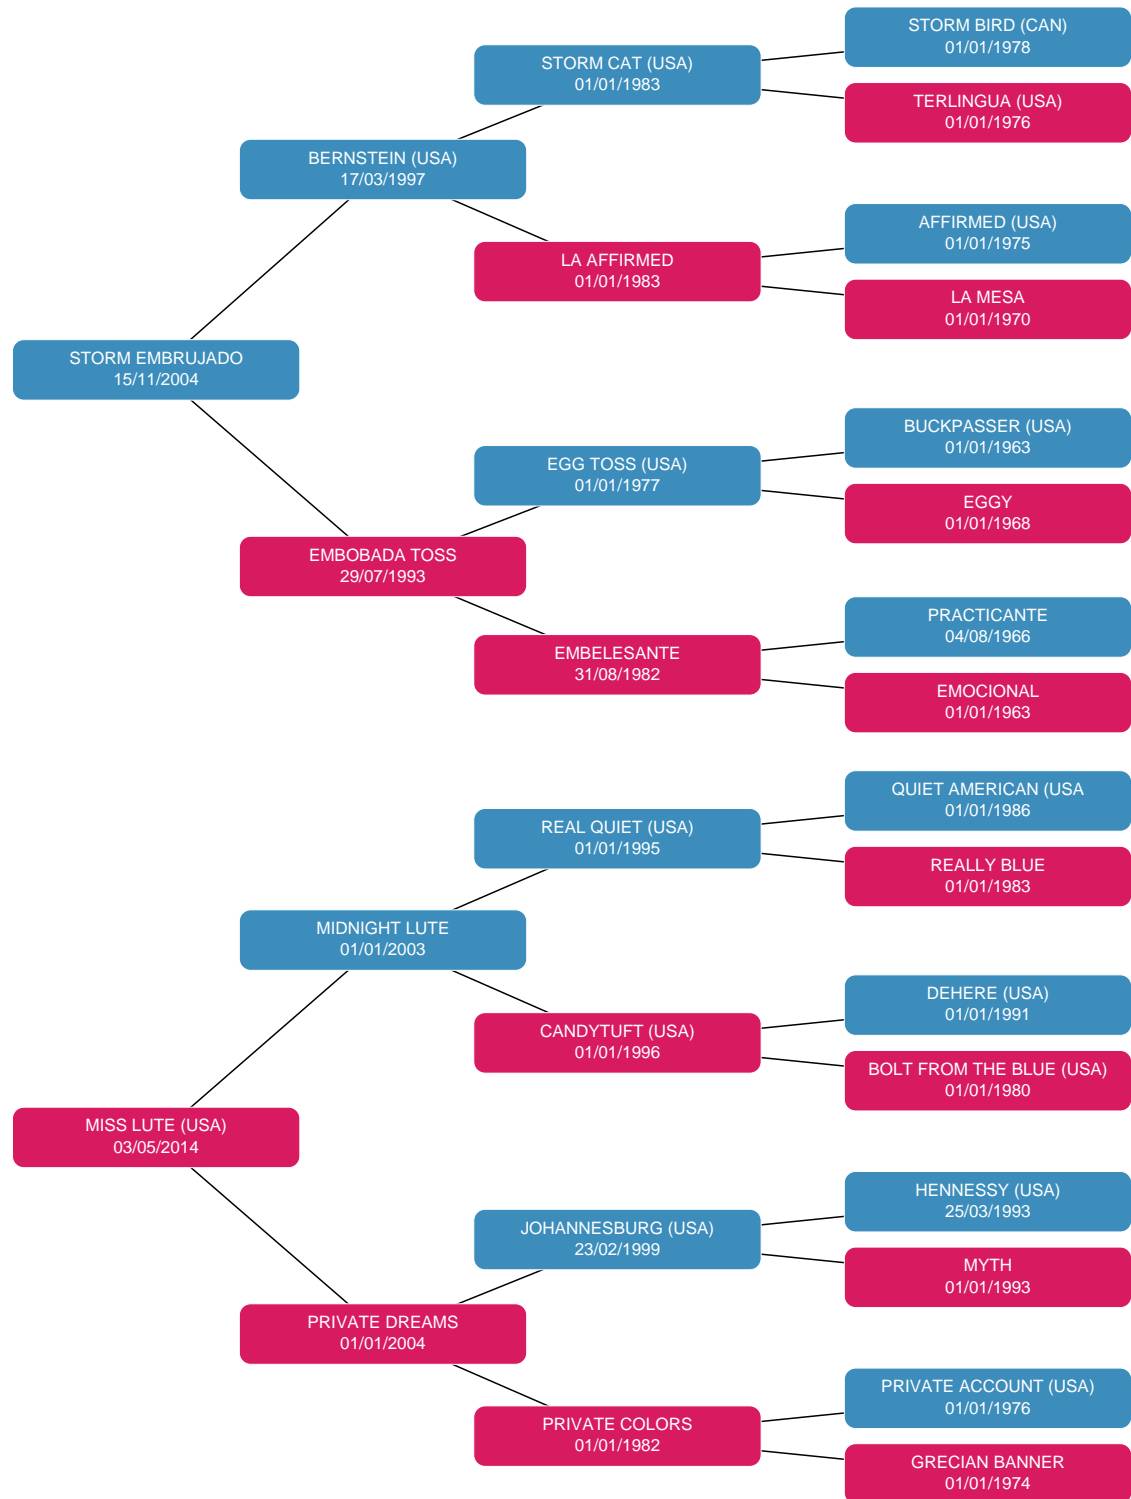 STORM BIRD (CAN)
01/01/1978
STORM CAT (USA)
01/01/1983
TERLINGUA (USA)
01/01/1976
BERNSTEIN (USA)
17/03/1997
AFFIRMED (USA)
01/01/1975
LA AFFIRMED
01/01/1983
LA MESA
01/01/1970
STORM EMBRUJADO
15/11/2004
BUCKPASSER (USA)
01/01/1963
EGG TOSS (USA)
01/01/1977
EGGY
01/01/1968
EMBOBADA TOSS
29/07/1993
PRACTICANTE
04/08/1966
EMBELESANTE
31/08/1982
EMOCIONAL
01/01/1963
QUIET AMERICAN (USA
01/01/1986
REAL QUIET (USA)
01/01/1995
REALLY BLUE
01/01/1983
MIDNIGHT LUTE
01/01/2003
DEHERE (USA)
01/01/1991
CANDYTUFT (USA)
01/01/1996
BOLT FROM THE BLUE (USA)
01/01/1980
MISS LUTE (USA)
03/05/2014
HENNESSY (USA)
25/03/1993
JOHANNESBURG (USA)
23/02/1999
MYTH
01/01/1993
PRIVATE DREAMS
01/01/2004
PRIVATE ACCOUNT (USA)
01/01/1976
PRIVATE COLORS
01/01/1982
GRECIAN BANNER
01/01/1974